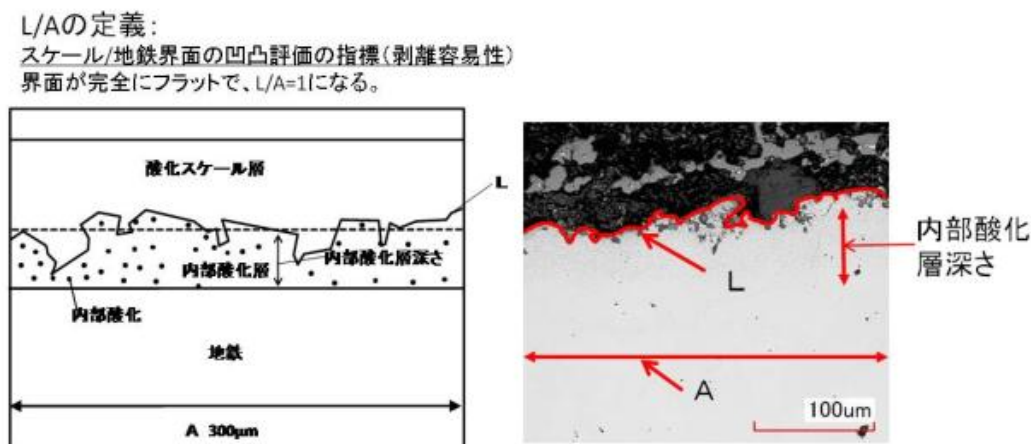 L/Aの定義:
スケール/地鉄界面の凹凸評価の指標(剥離容易性)
界面が完全にフラットで、L/A=1になる。
酸化スケール層
L
内部酸化層
内部酸化層深さ
内部酸化
地鉄
A 300μm
内部酸化
層深さ
L
A
100um